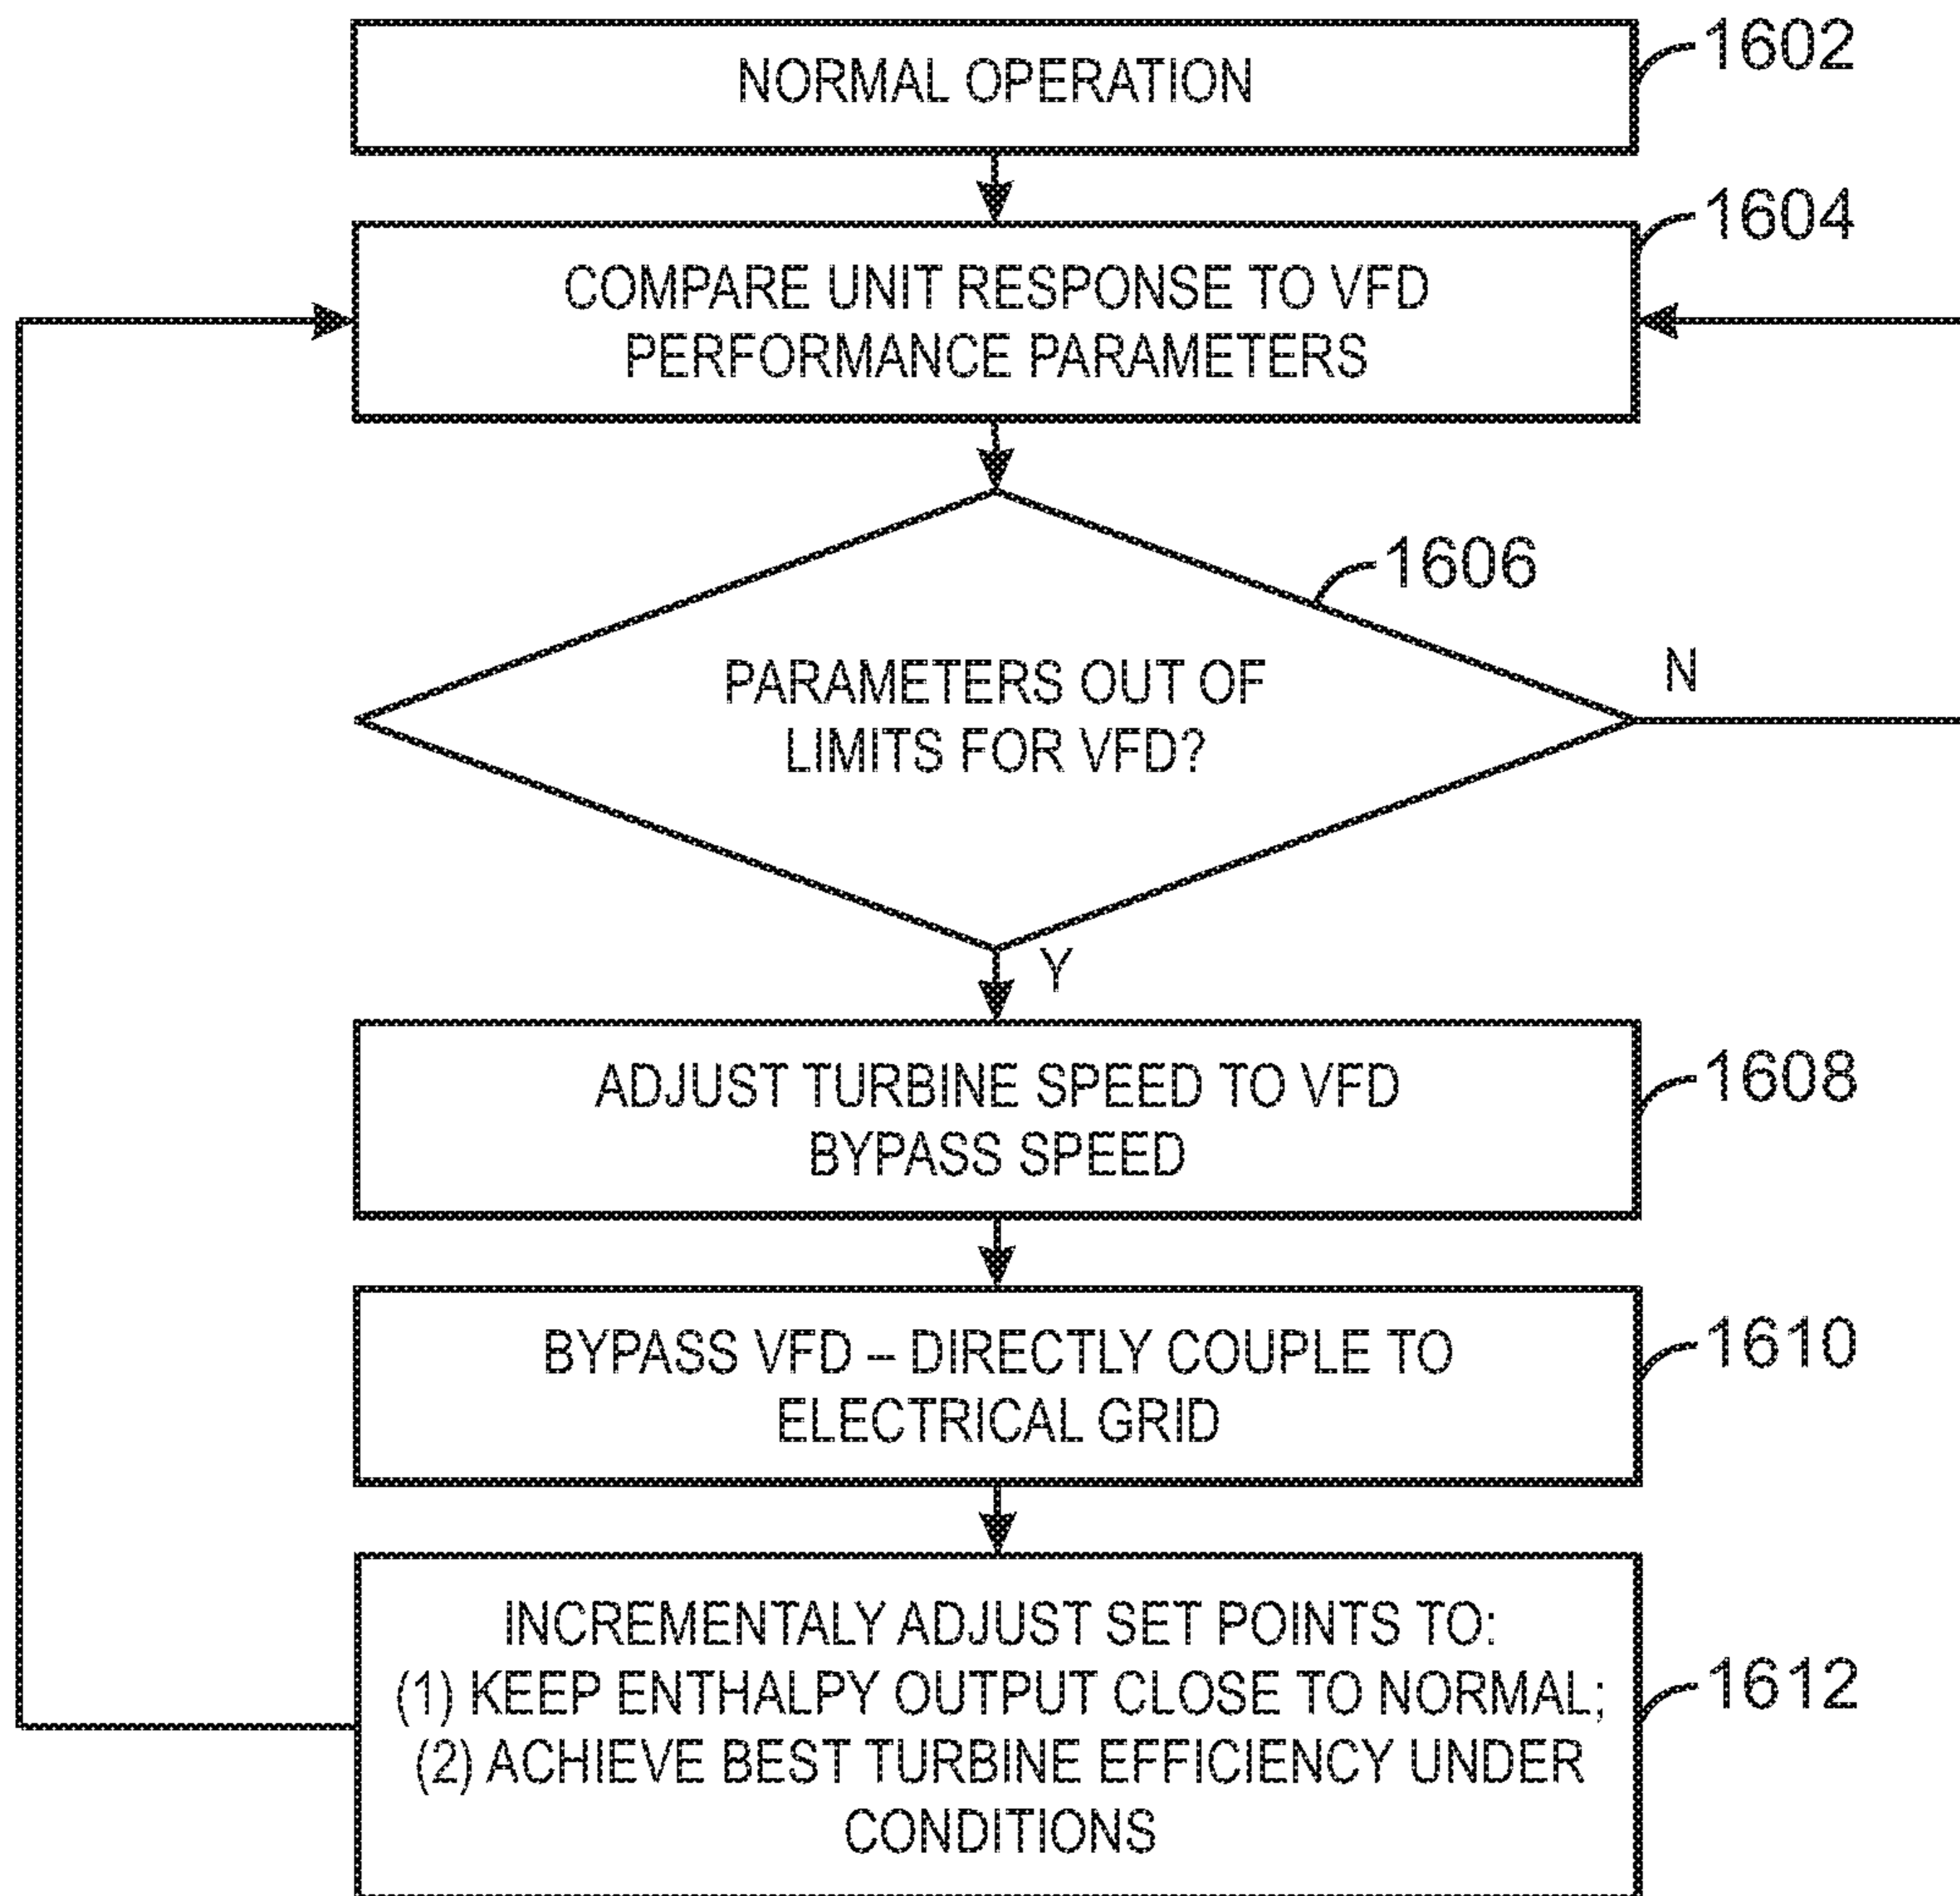 NORMAL OPERATION
1602
1604
COMPARE UNIT RESPONSE TO VFD
PERFORMANCE PARAMETERS
1606
PARAMETERS OUT OF
LIMITS FOR VFD?
N
Y
ADJUST TURBINE SPEED TO VFD
BYPASS SPEED
1608
BYPASS VFD – DIRECTLY COUPLE TO
ELECTRICAL GRID
1610
INCREMENTALY ADJUST SET POINTS TO:
(1) KEEP ENTHALPY OUTPUT CLOSE TO NORMAL;
(2) ACHIEVE BEST TURBINE EFFICIENCY UNDER
CONDITIONS
1612